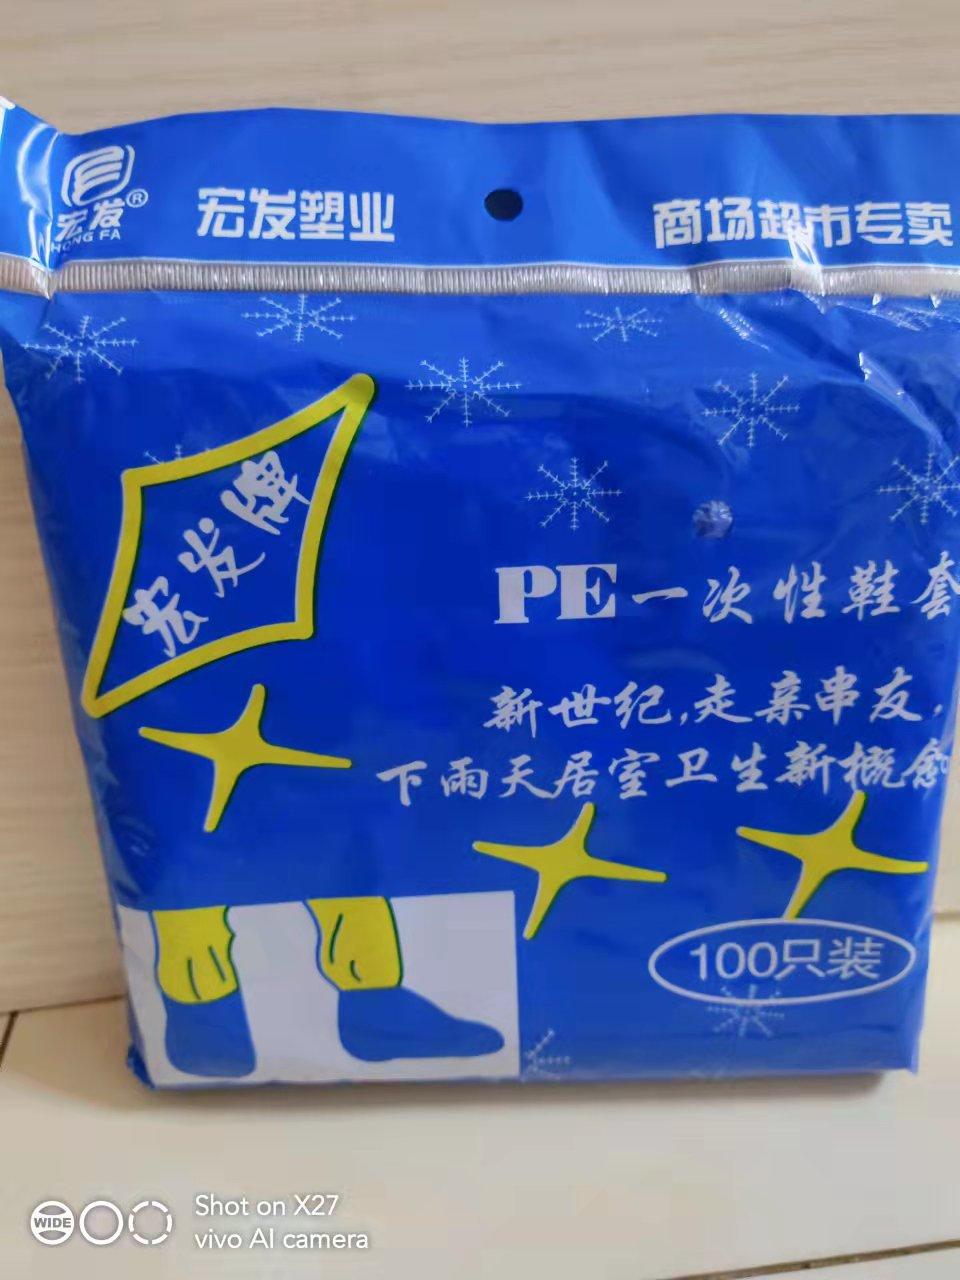 宏发®
HONG FA
宏发塑业
商场超市专卖
宏发牌
PE一次性鞋套
新世纪,走亲串友,
下雨天居室卫生新概念
100只装
WIDE
Shot on X27
vivo AI camera